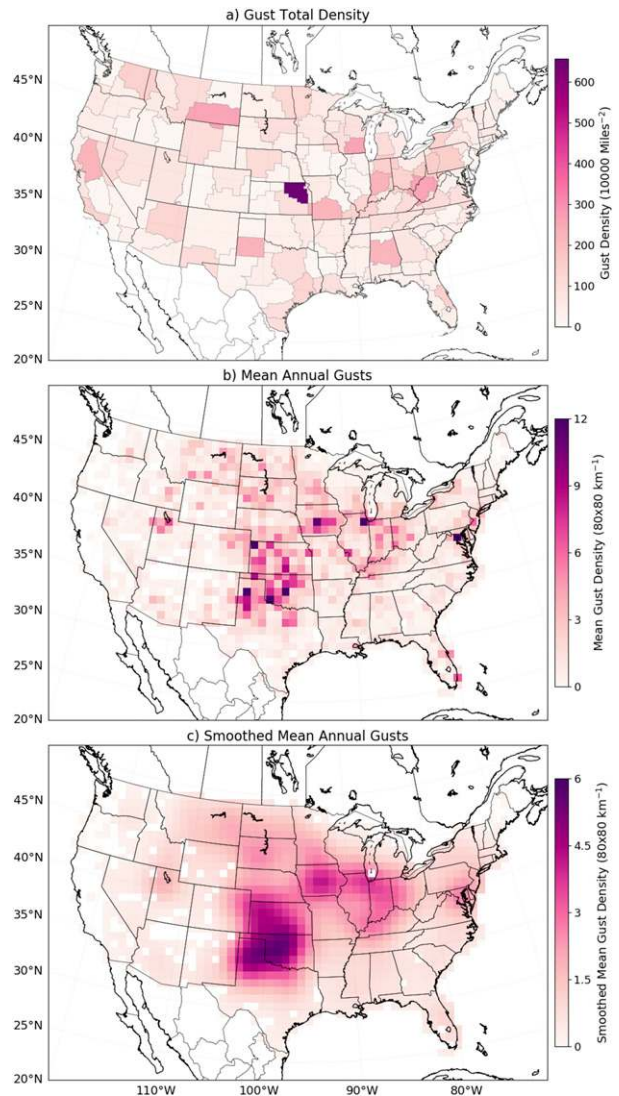 a) Gust Total Density
45°N
40°N
35°N
30°N
25°N
20°N
600
500
400
300
200
100
0
Gust Density (10000 Miles⁻²)
b) Mean Annual Gusts
45°N
40°N
35°N
30°N
25°N
20°N
12
9
6
3
0
Mean Gust Density (80x80 km⁻¹)
c) Smoothed Mean Annual Gusts
45°N
40°N
35°N
30°N
25°N
20°N
110°W 100°W 90°W 80°W
6
4.5
3
1.5
0
Smoothed Mean Gust Density (80x80 km⁻¹)